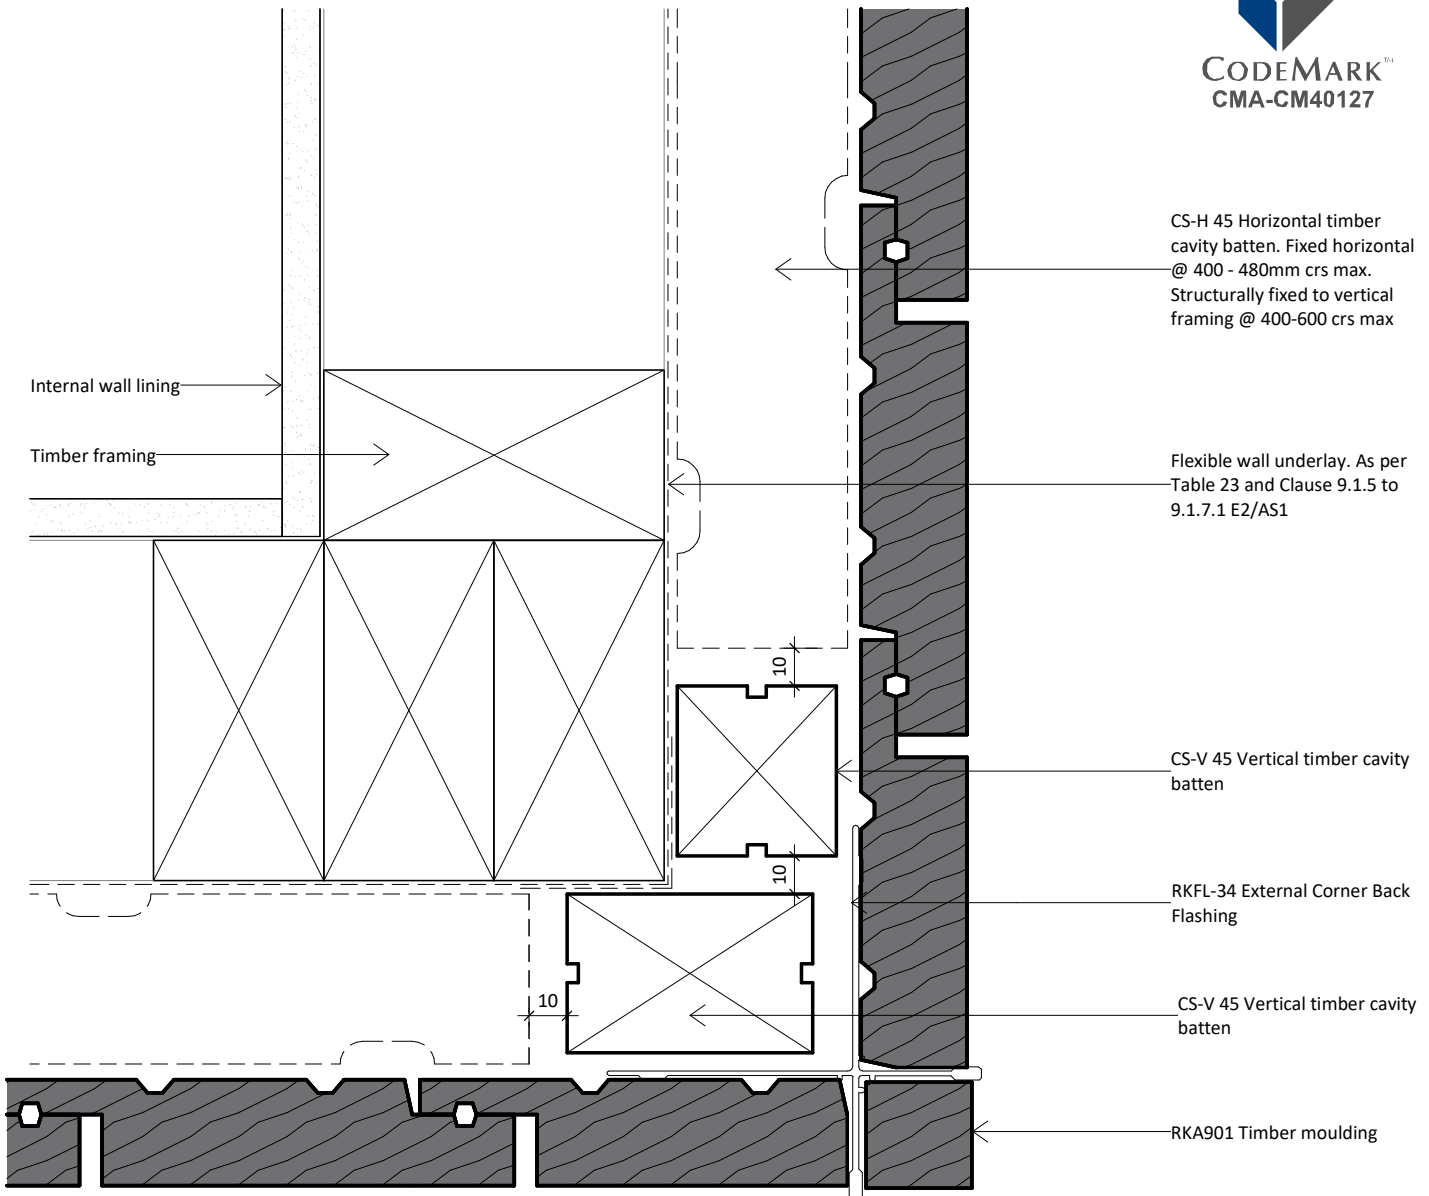 CODEMARK™
CMA-CM40127
CS-H 45 Horizontal timber
cavity batten. Fixed horizontal
@ 400 - 480mm crs max.
Structurally fixed to vertical
framing @ 400-600 crs max
Internal wall lining
Timber framing
Flexible wall underlay. As per
Table 23 and Clause 9.1.5 to
9.1.7.1 E2/AS1
10
CS-V 45 Vertical timber cavity
batten
10
RKFL-34 External Corner Back
Flashing
10
CS-V 45 Vertical timber cavity
batten
RKA901 Timber moulding